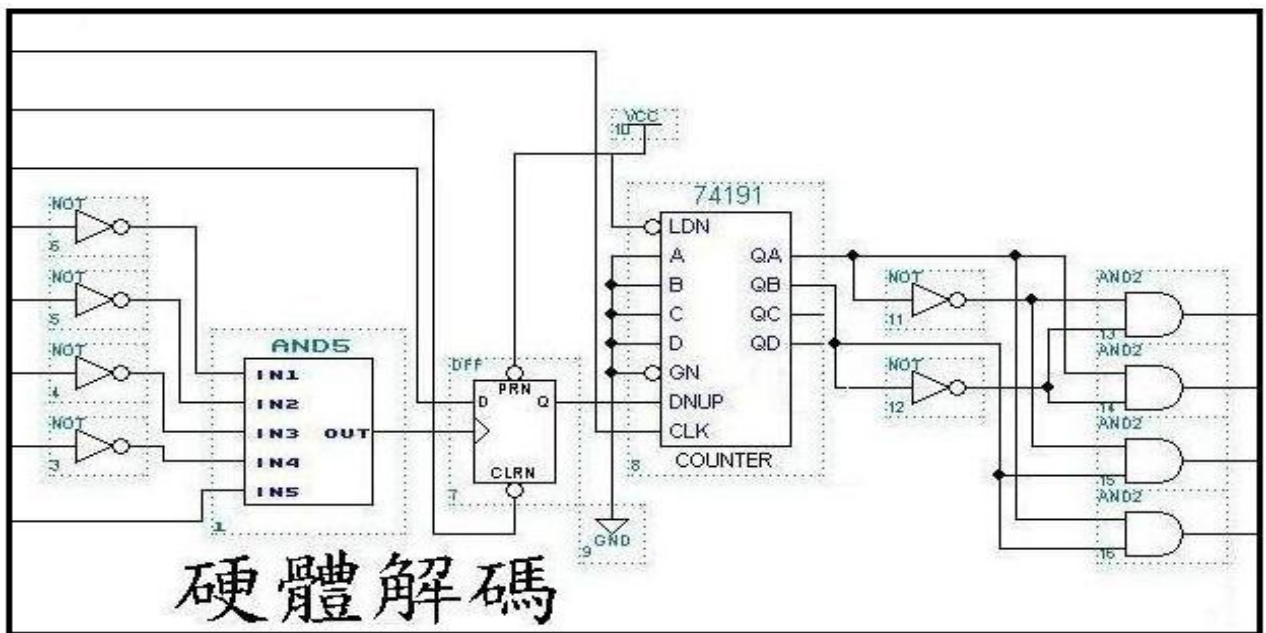 VCC
10
74191
NOT
6
LDN
A QA
NOT
5
B QB
NOT
11
AND2
13
C QC
AND5
NOT
4
D QD
NOT
12
AND2
14
IN1
DFF
PRN
GN
IN2
D Q
DNUP
NOT
3
IN3 OUT
CLK
AND2
15
IN4
CLRN
8
COUNTER
IN5
7
AND2
16
1
9
GND
硬體解碼